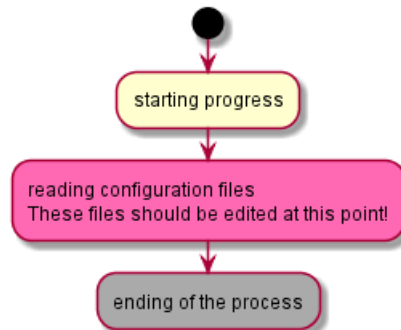 starting progress
reading configuration files
These files should be edited at this point!
ending of the process